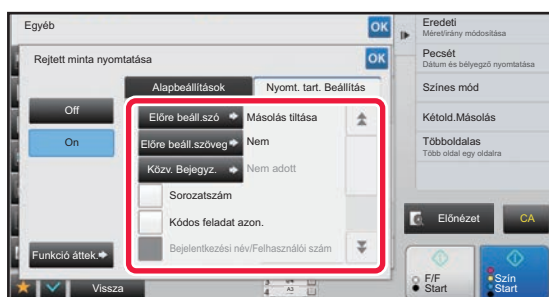 Egyéb
OK
Rejtett minta nyomtatása
OK
Alapbeállítások
Nyomt. tart. Beállítás
Off
On
Előre beáll.szó
Másolás tiltása
Előre beáll.szöveg
Nem
Közv. Bejegyz.
Nem adott
Sorozatszám
Kódos feladat azon.
Bejelentkezési név/Felhasználói szám
Funkció áttek.
Vissza
Eredeti
Méret/irány módosítása
Pecsét
Dátum és bélyegző nyomtatása
Színes mód
Kétold.Másolás
Többoldalas
Több oldal egy oldalra
Előnézet
CA
F/F
Start
Szín
Start